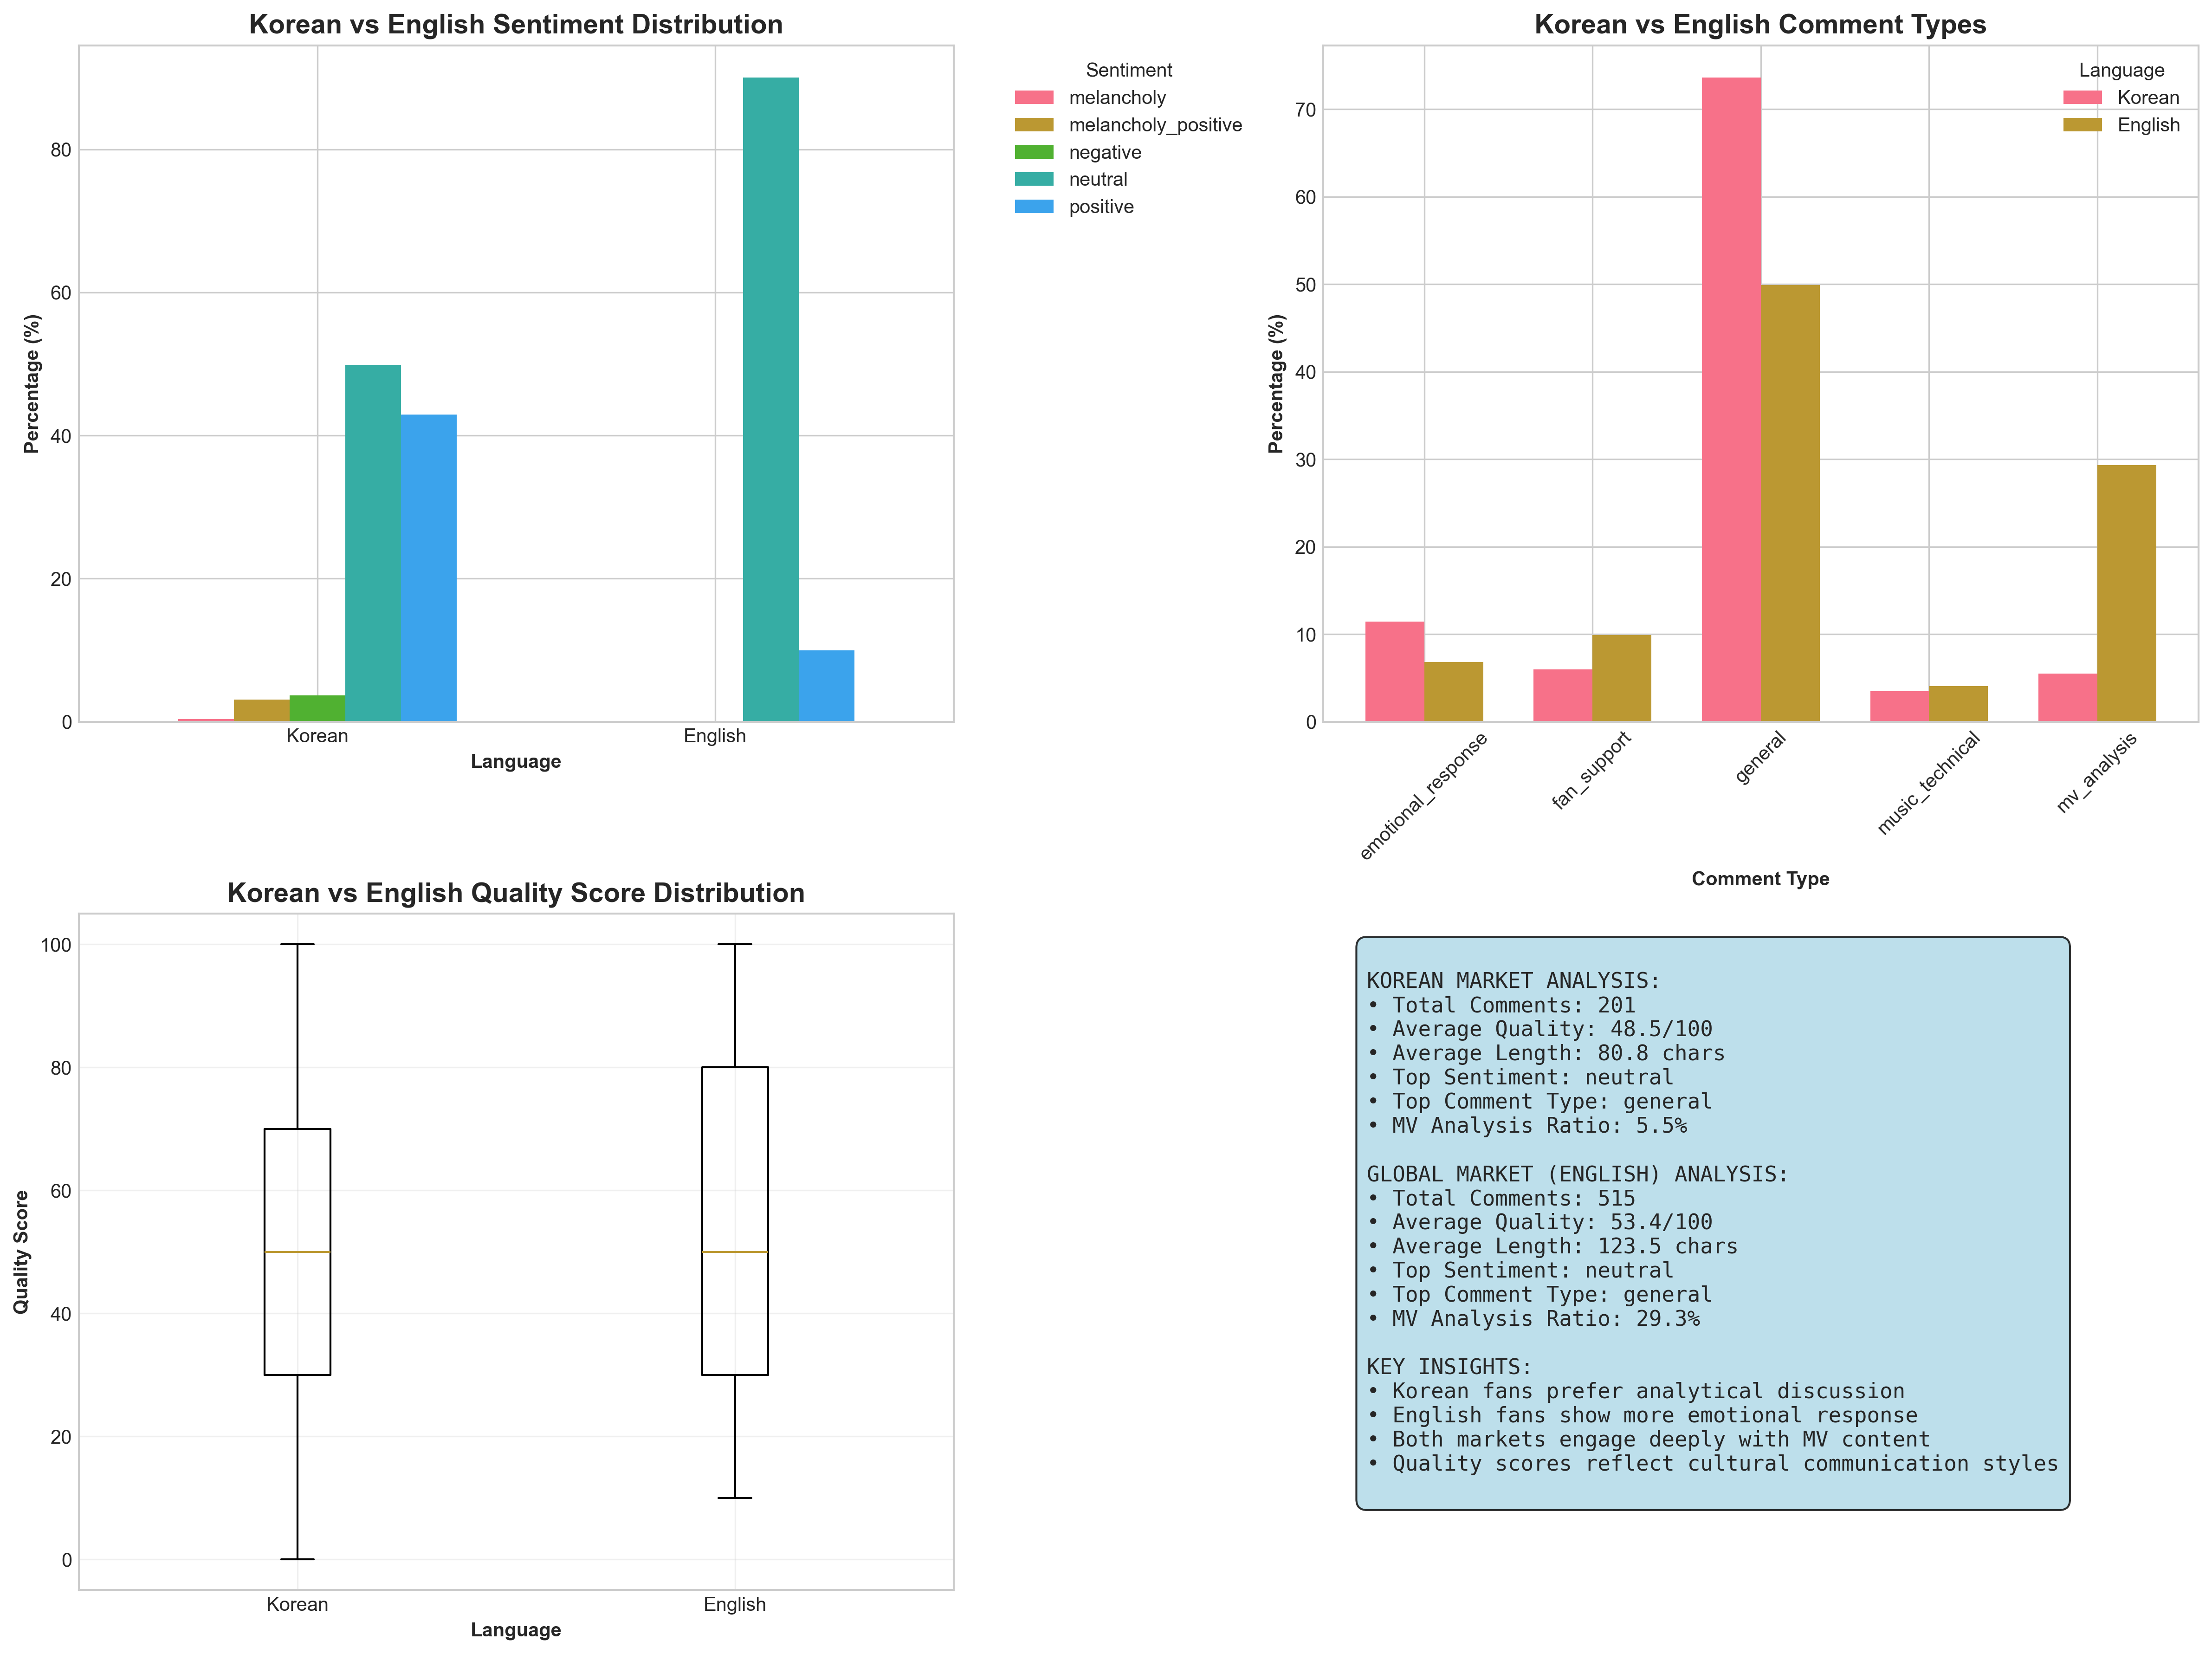 Korean vs English Sentiment Distribution
Percentage (%)
80
60
40
20
0
Korean
English
Language
Sentiment
melancholy
melancholy_positive
negative
neutral
positive
Korean vs English Comment Types
Percentage (%)
70
60
50
40
30
20
10
0
Language
Korean
English
emotional_response
fan_support
general
music_technical
mv_analysis
Comment Type
Korean vs English Quality Score Distribution
Quality Score
100
80
60
40
20
0
Korean
English
Language
KOREAN MARKET ANALYSIS:
• Total Comments: 201
• Average Quality: 48.5/100
• Average Length: 80.8 chars
• Top Sentiment: neutral
• Top Comment Type: general
• MV Analysis Ratio: 5.5%
GLOBAL MARKET (ENGLISH) ANALYSIS:
• Total Comments: 515
• Average Quality: 53.4/100
• Average Length: 123.5 chars
• Top Sentiment: neutral
• Top Comment Type: general
• MV Analysis Ratio: 29.3%
KEY INSIGHTS:
• Korean fans prefer analytical discussion
• English fans show more emotional response
• Both markets engage deeply with MV content
• Quality scores reflect cultural communication styles